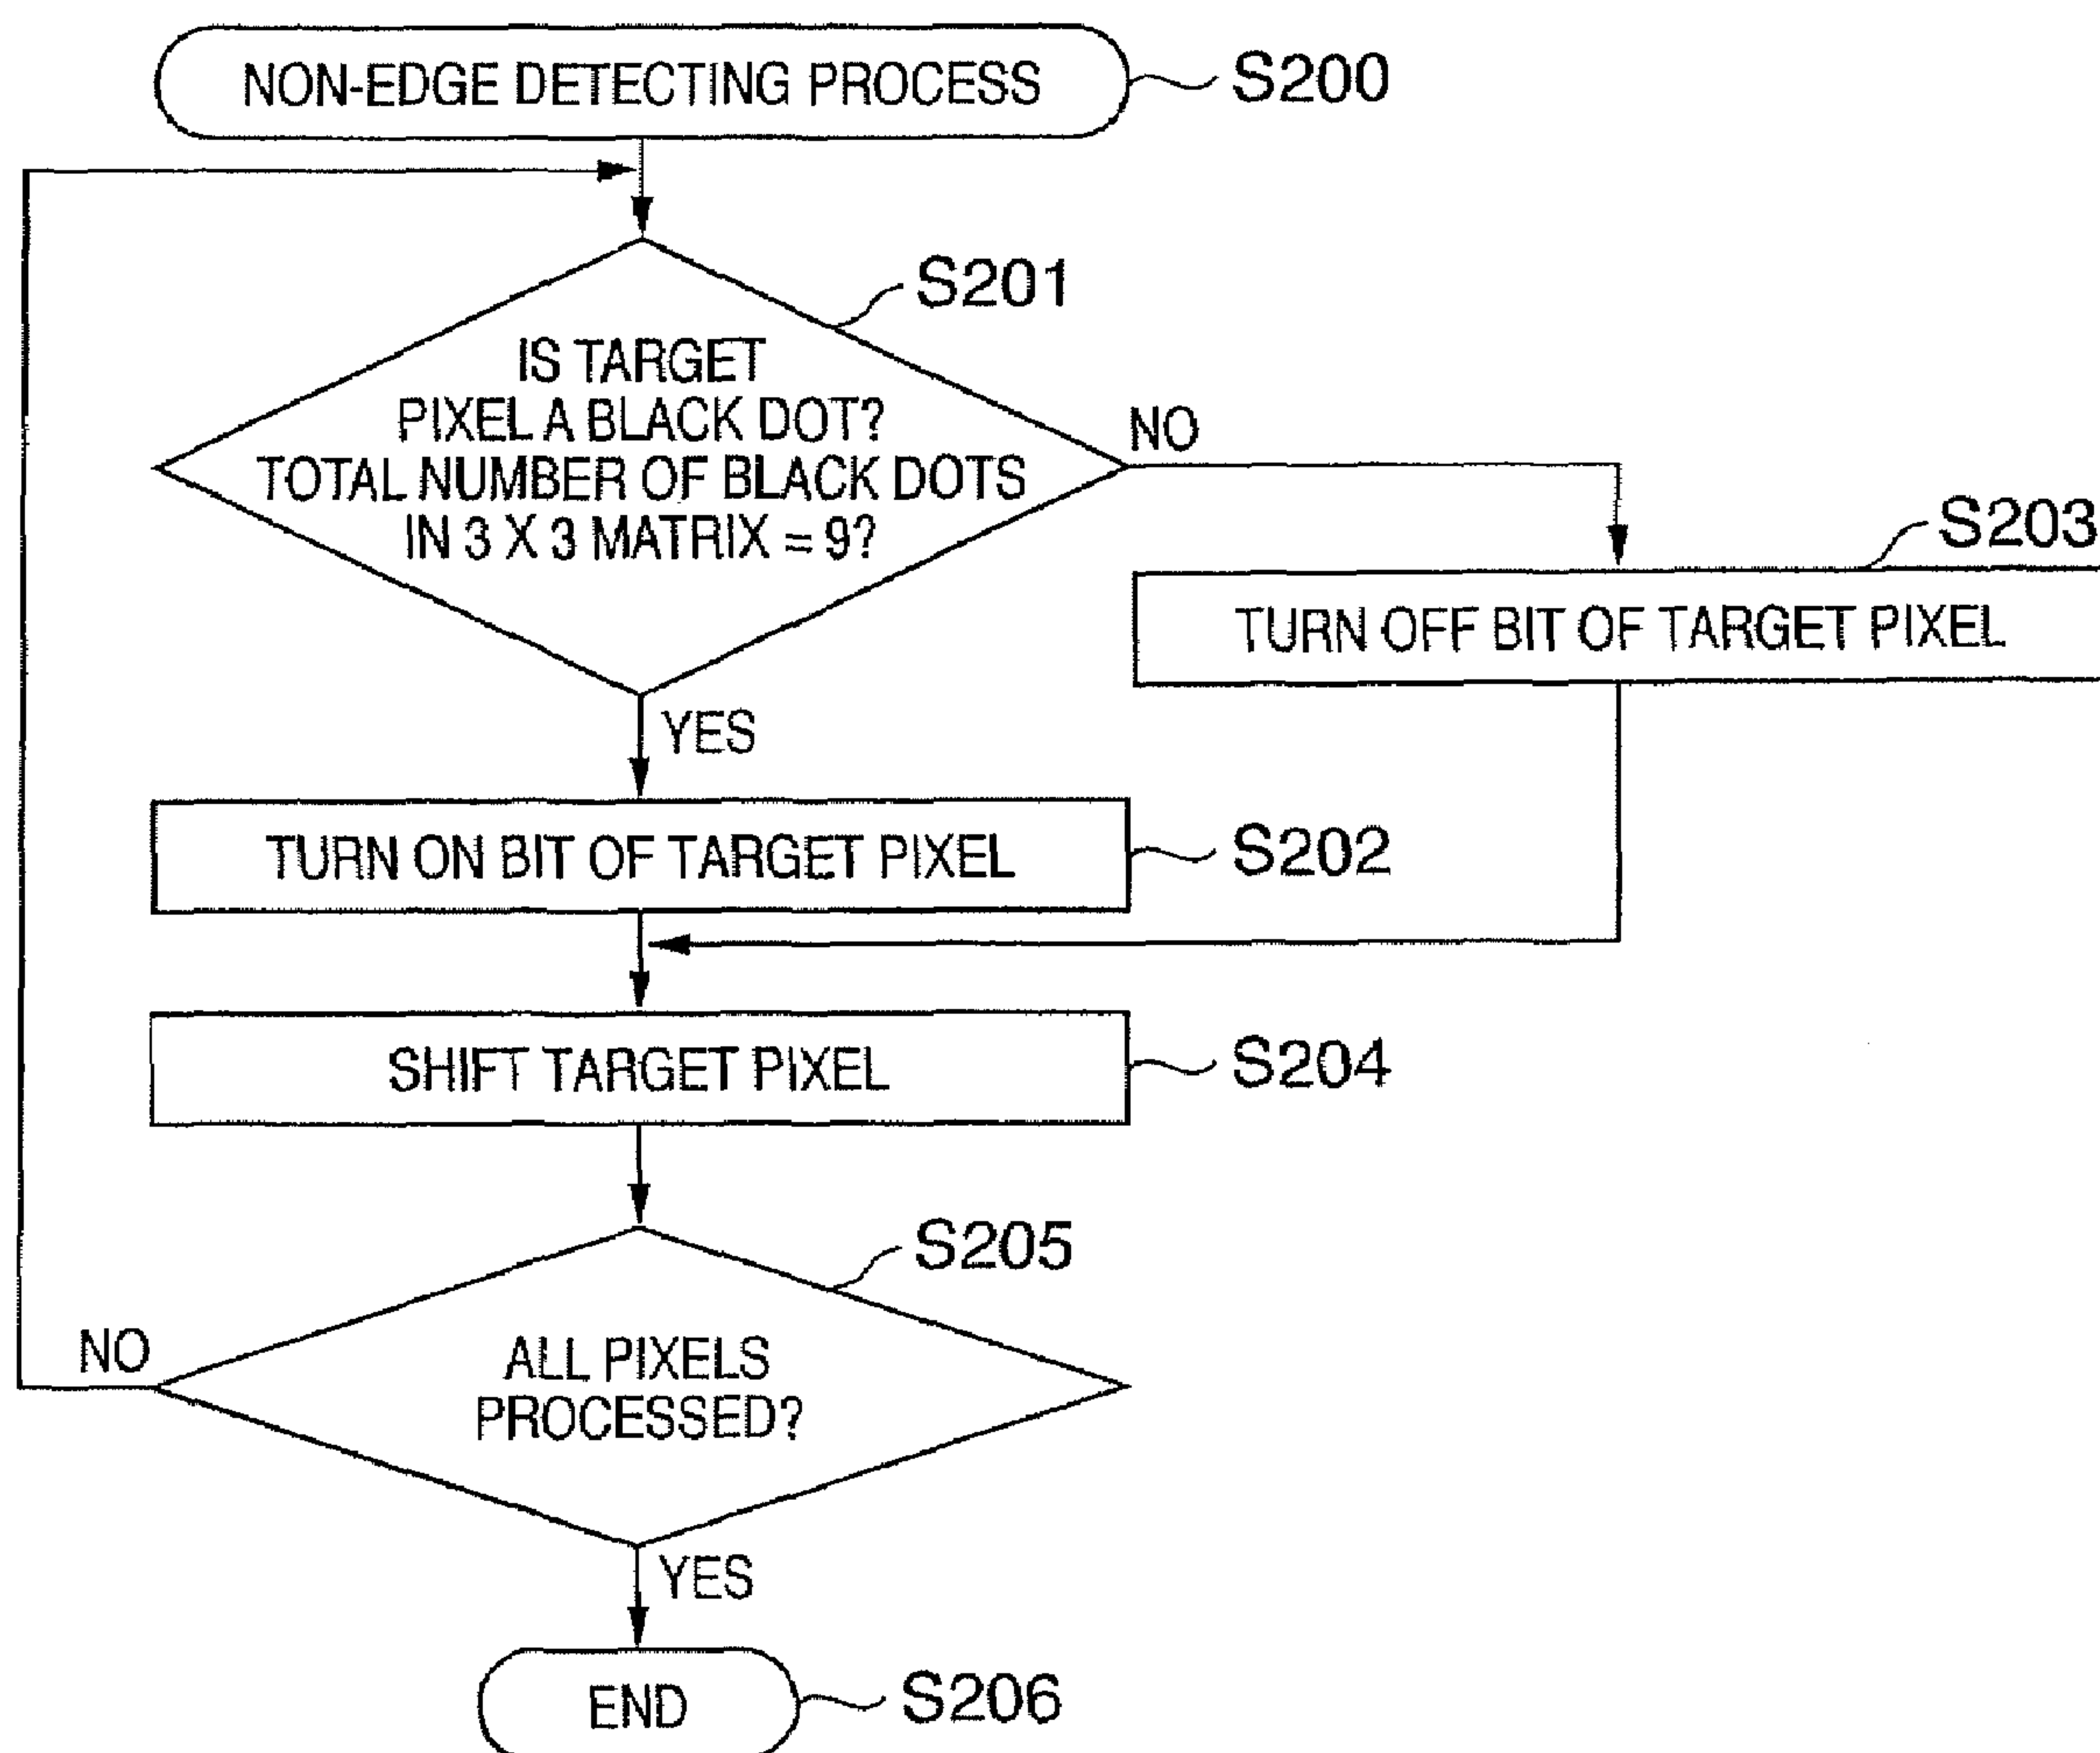 NON-EDGE DETECTING PROCESS
S200
S201
IS TARGET
PIXEL A BLACK DOT?
TOTAL NUMBER OF BLACK DOTS
IN 3 X 3 MATRIX = 9?
NO
S203
TURN OFF BIT OF TARGET PIXEL
YES
TURN ON BIT OF TARGET PIXEL
S202
SHIFT TARGET PIXEL
S204
S205
ALL PIXELS
PROCESSED?
NO
YES
END
S206